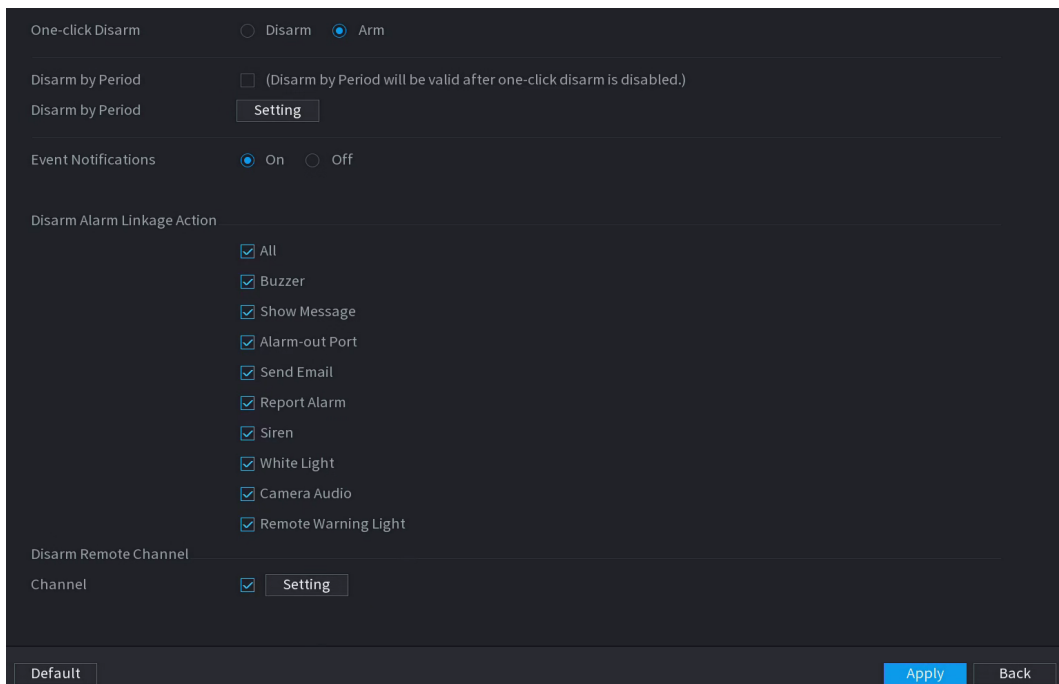 One-click Disarm Disarm Arm
Disarm by Period (Disarm by Period will be valid after one-click disarm is disabled.)
Disarm by Period Setting
Event Notifications On Off
Disarm Alarm Linkage Action
All
Buzzer
Show Message
Alarm-out Port
Send Email
Report Alarm
Siren
White Light
Camera Audio
Remote Warning Light
Disarm Remote Channel
Channel Setting
Default Apply Back